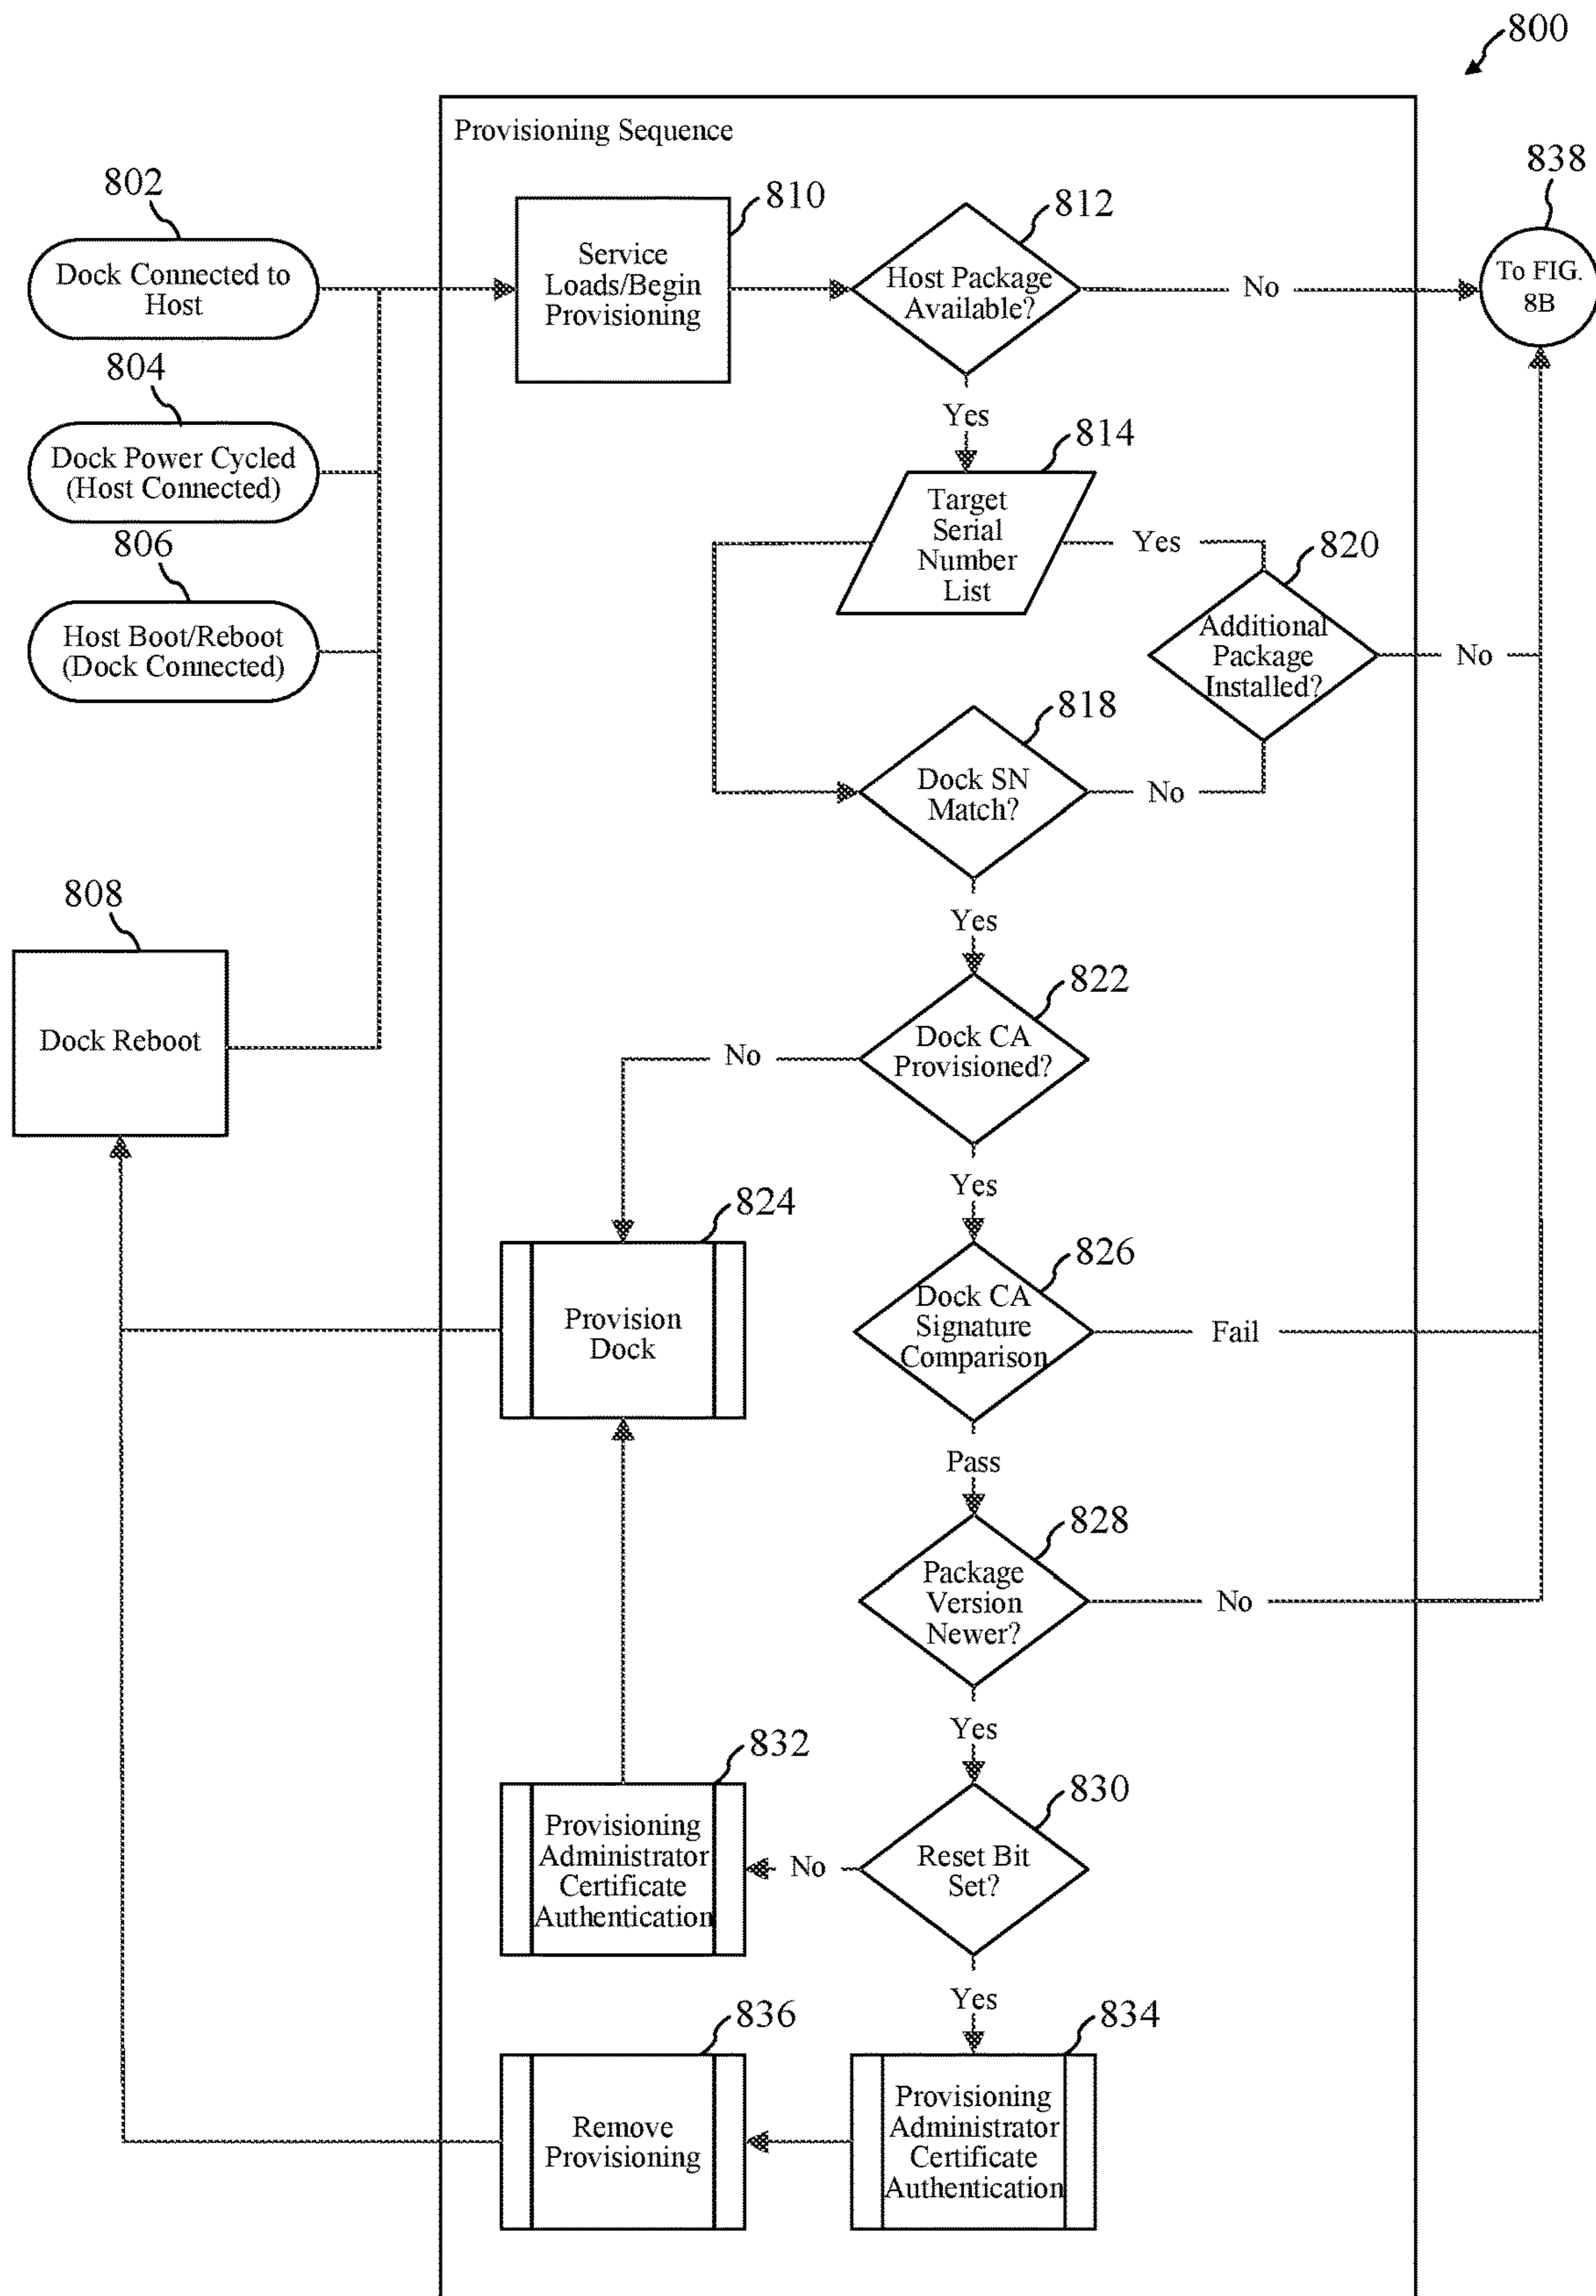 800
Provisioning Sequence
838
802
810
812
Dock Connected to
Host
Service
Loads/Begin
Provisioning
Host Package
Available?
No
To FIG.
8B
804
Yes
814
Dock Power Cycled
(Host Connected)
Target
Serial
Number
List
Yes
820
806
Host Boot/Reboot
(Dock Connected)
Additional
Package
Installed?
No
818
Dock SN
Match?
No
808
Yes
822
Dock Reboot
Dock CA
Provisioned?
No
Yes
824
826
Provision
Dock
Dock CA
Signature
Comparison
Fail
Pass
828
Package
Version
Newer?
No
Yes
832
830
Provisioning
Administrator
Certificate
Authentication
No
Reset Bit
Set?
Yes
836
834
Remove
Provisioning
Provisioning
Administrator
Certificate
Authentication